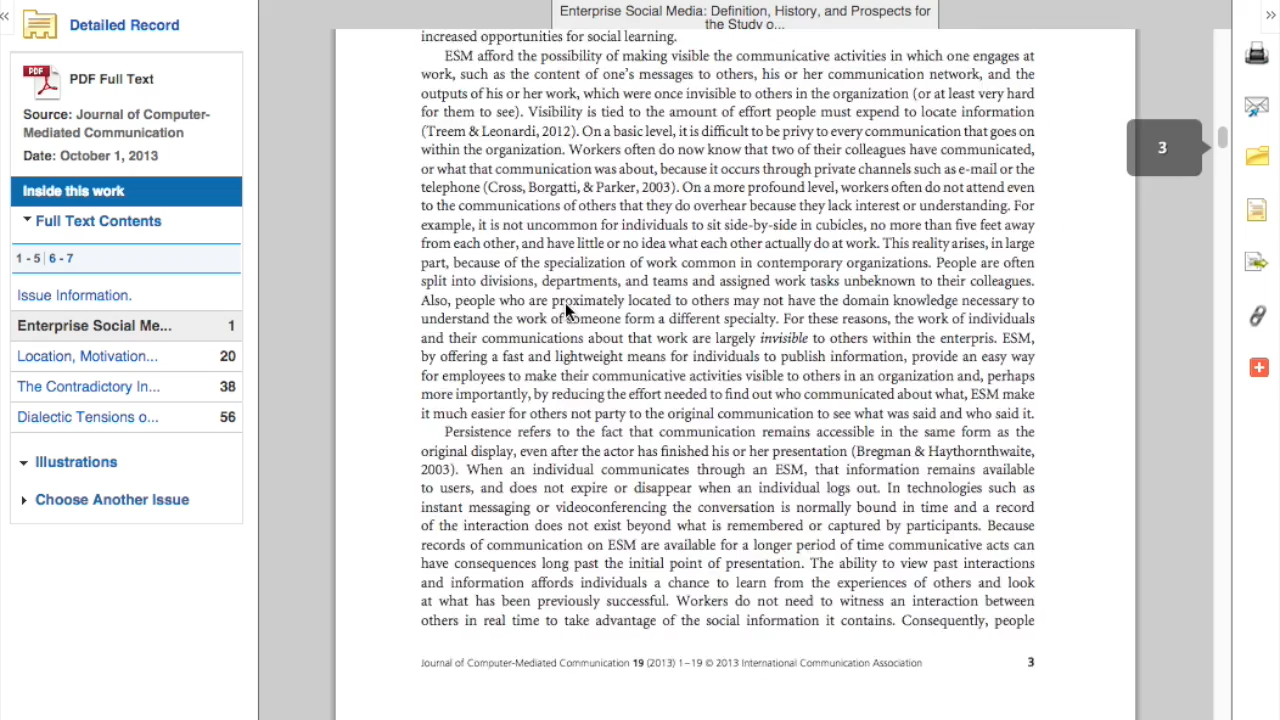 Detailed Record
PDF
PDF Full Text
Source: Journal of Computer-
Mediated Communication
Date: October 1, 2013
Inside this work
Full Text Contents
1 - 5 | 6 - 7
Issue Information.
Enterprise Social Me... 1
Location, Motivation... 20
The Contradictory In... 38
Dialectic Tensions o... 56
Illustrations
Choose Another Issue
Enterprise Social Media: Definition, History, and Prospects for
the Study o...
increased opportunities for social learning.
ESM afford the possibility of making visible the communicative activities in which one engages at
work, such as the content of one's messages to others, his or her communication network, and the
outputs of his or her work, which were once invisible to others in the organization (or at least very hard
for them to see). Visibility is tied to the amount of effort people must expend to locate information
(Treem & Leonardi, 2012). On a basic level, it is difficult to be privy to every communication that goes on
within the organization. Workers often do now know that two of their colleagues have communicated,
or what that communication was about, because it occurs through private channels such as e-mail or the
telephone (Cross, Borgatti, & Parker, 2003). On a more profound level, workers often do not attend even
to the communications of others that they do overhear because they lack interest or understanding. For
example, it is not uncommon for individuals to sit side-by-side in cubicles, no more than five feet away
from each other, and have little or no idea what each other actually do at work. This reality arises, in large
part, because of the specialization of work common in contemporary organizations. People are often
split into divisions, departments, and teams and assigned work tasks unbeknown to their colleagues.
Also, people who are proximately located to others may not have the domain knowledge necessary to
understand the work of someone form a different specialty. For these reasons, the work of individuals
and their communications about that work are largely invisible to others within the enterpris. ESM,
by offering a fast and lightweight means for individuals to publish information, provide an easy way
for employees to make their communicative activities visible to others in an organization and, perhaps
more importantly, by reducing the effort needed to find out who communicated about what, ESM make
it much easier for others not party to the original communication to see what was said and who said it.
Persistence refers to the fact that communication remains accessible in the same form as the
original display, even after the actor has finished his or her presentation (Bregman & Haythornthwaite,
2003). When an individual communicates through an ESM, that information remains available
to users, and does not expire or disappear when an individual logs out. In technologies such as
instant messaging or videoconferencing the conversation is normally bound in time and a record
of the interaction does not exist beyond what is remembered or captured by participants. Because
records of communication on ESM are available for a longer period of time communicative acts can
have consequences long past the initial point of presentation. The ability to view past interactions
and information affords individuals a chance to learn from the experiences of others and look
at what has been previously successful. Workers do not need to witness an interaction between
others in real time to take advantage of the social information it contains. Consequently, people
Journal of Computer-Mediated Communication 19 (2013) 1–19 © 2013 International Communication Association 3
3